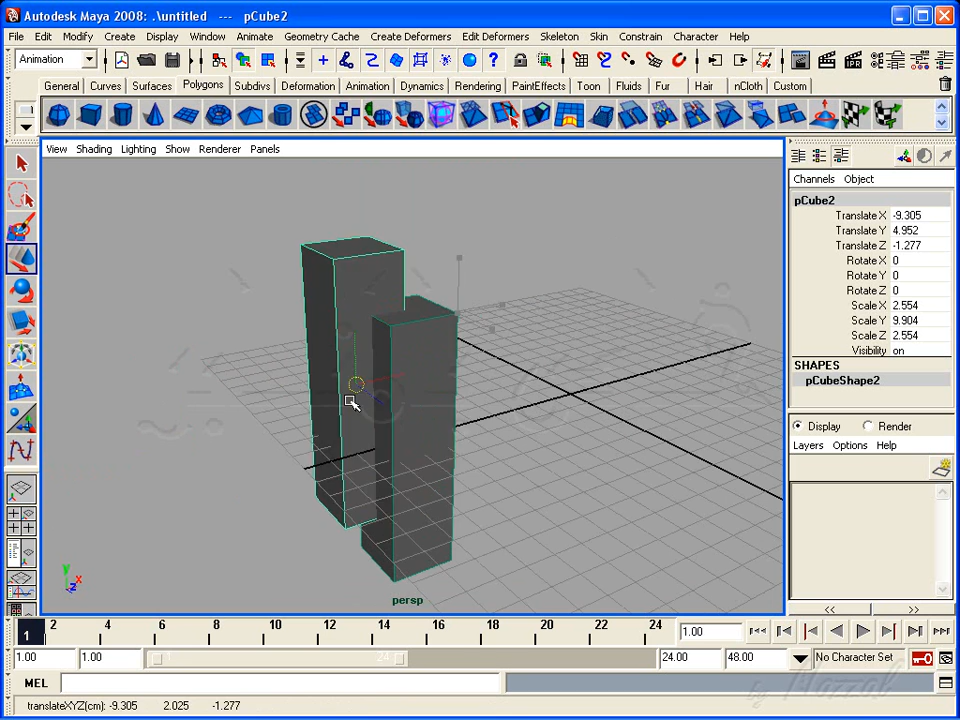 Autodesk Maya 2008: .\untitled --- pCube2
File Edit Modify Create Display Window Animate Geometry Cache Create Deformers Edit Deformers Skeleton Skin Constrain Character Help
Animation
General Curves Surfaces Polygons Subdivs Deformation Animation Dynamics Rendering PaintEffects Toon Fluids Fur Hair nCloth Custom
View Shading Lighting Show Renderer Panels
Channels Object
pCube2
Translate X -9.305
Translate Y 4.952
Translate Z -1.277
Rotate X 0
Rotate Y 0
Rotate Z 0
Scale X 2.554
Scale Y 9.904
Scale Z 2.554
Visibility on
SHAPES
pCubeShape2
Display Render
Layers Options Help
y x z
persp
<< >>
1 2 4 6 8 10 12 14 16 18 20 22 24 1.00
1.00 1.00 1 24 24.00 48.00 No Character Set
MEL
by Mazzal
translateXYZ(cm): -9.305 2.025 -1.277